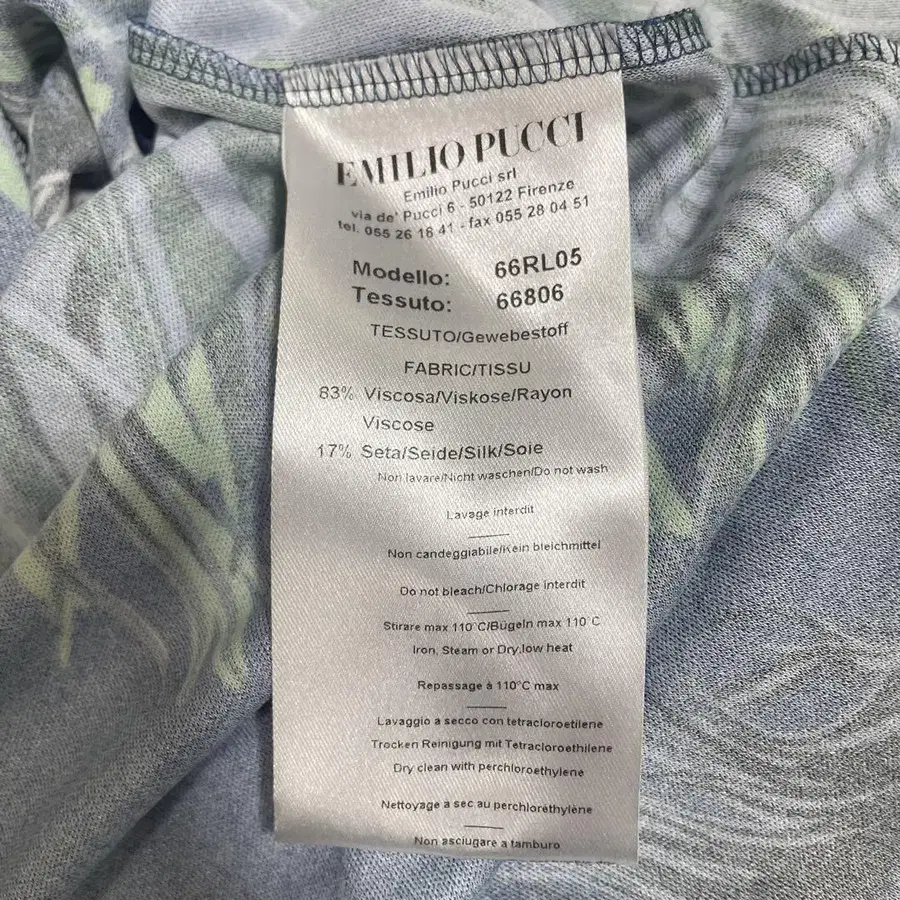 EMILIO PUCCI
Emilio Pucci srl
via de' Pucci 6 - 50122 Firenze
tel. 055 26 18 41 - fax 055 28 04 51
Modello: 66RL05
Tessuto: 66806
TESSUTO/Gewebestoff
FABRIC/TISSU
83% Viscosa/Viskose/Rayon
Viscose
17% Seta/Seide/Silk/Soie
Non lavare/Nicht waschen/Do not wash
Lavage interdit
Non candeggiabile/Kein bleichmittel
Do not bleach/Chlorage interdit
Stirare max 110°C/Bügeln max 110°C
Iron, Steam or Dry,low heat
Repassage à 110°C max
Lavaggio a secco con tetracloroetilene
Trocken Reinigung mit Tetracloroethilene
Dry clean with perchloroethylene
Nettoyage a sec au perchlorethylène
Non asciugare a tamburo